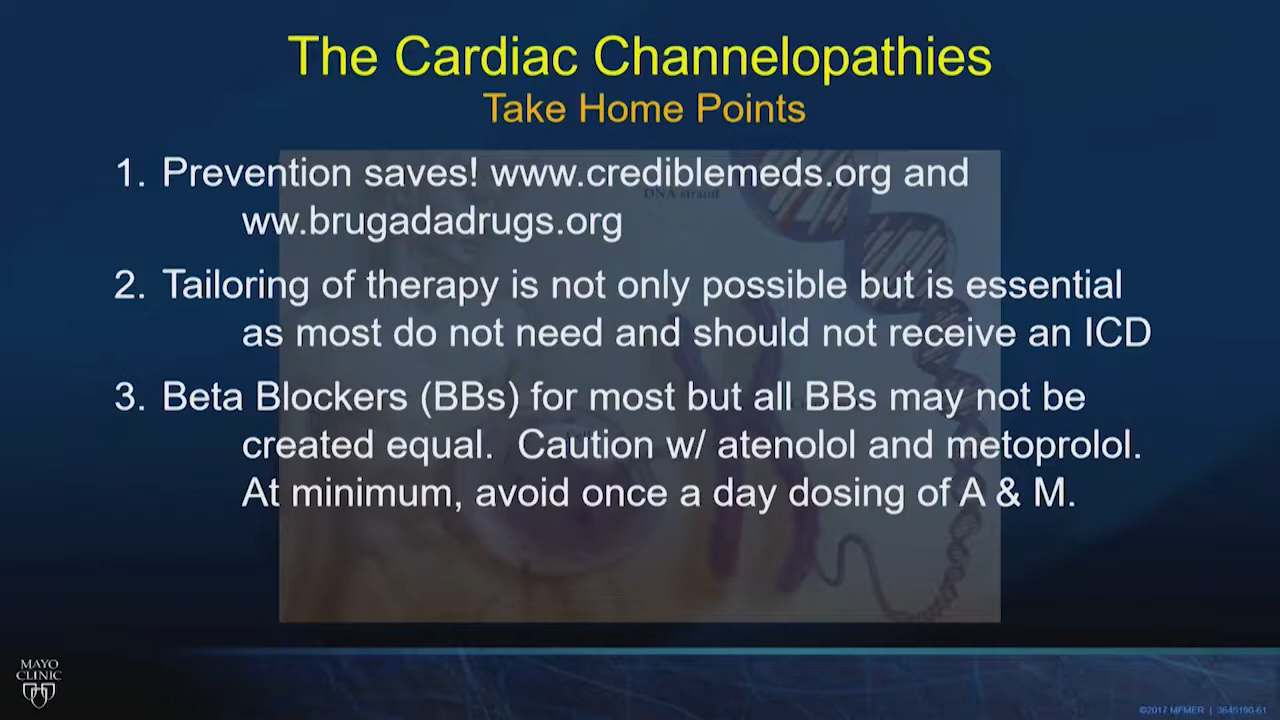 The Cardiac Channelopathies
Take Home Points
1. Prevention saves! www.crediblemeds.org and
ww.brugadadrugs.org
DNA strand
2. Tailoring of therapy is not only possible but is essential
as most do not need and should not receive an ICD
3. Beta Blockers (BBs) for most but all BBs may not be
created equal. Caution w/ atenolol and metoprolol.
At minimum, avoid once a day dosing of A & M.
MAYO
CLINIC
©2017 MFMER | 3645190-61